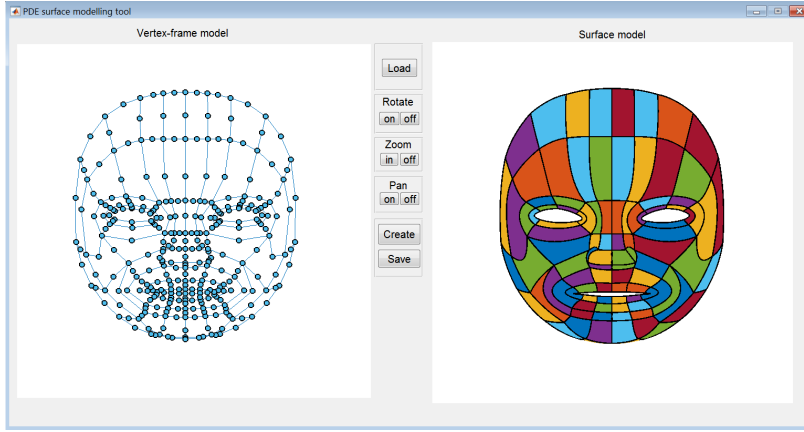 PDE surface modelling tool
Vertex-frame model
Surface model
Load
Rotate
on off
Zoom
in off
Pan
on off
Create
Save